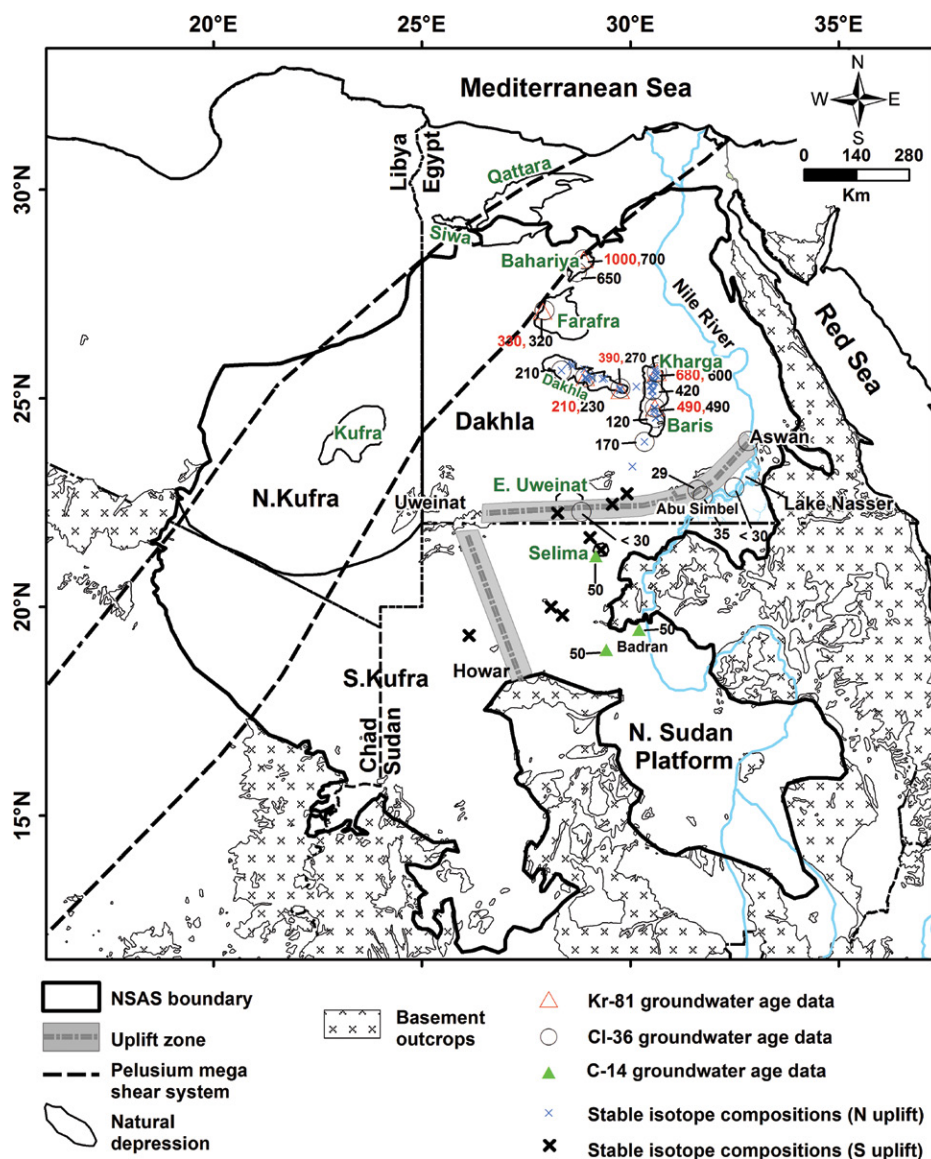 20°E 25°E 30°E 35°E
Mediterranean Sea
N
W E
S
0 140 280
Km
Libya
Egypt
Qattara
30°N
Siwa
Bahariya
1000,700
650
Nile River
Red Sea
Farafra
330, 320
390, 270
Kharga
210
Dakhla
680, 600
420
25°N
210,230
490, 490
120
Baris
Dakhla
170
Kufra
Aswan
29
N.Kufra
E. Uweinat
Uweinat
Abu Simbel
Lake Nasser
< 30
35
< 30
Selima
50
20°N
50
50
Badran
Howar
S.Kufra
Chad
Sudan
N. Sudan
Platform
15°N
NSAS boundary
Uplift zone
Pelusium mega
shear system
Natural
depression
Basement
outcrops
Kr-81 groundwater age data
Cl-36 groundwater age data
C-14 groundwater age data
Stable isotope compositions (N uplift)
Stable isotope compositions (S uplift)